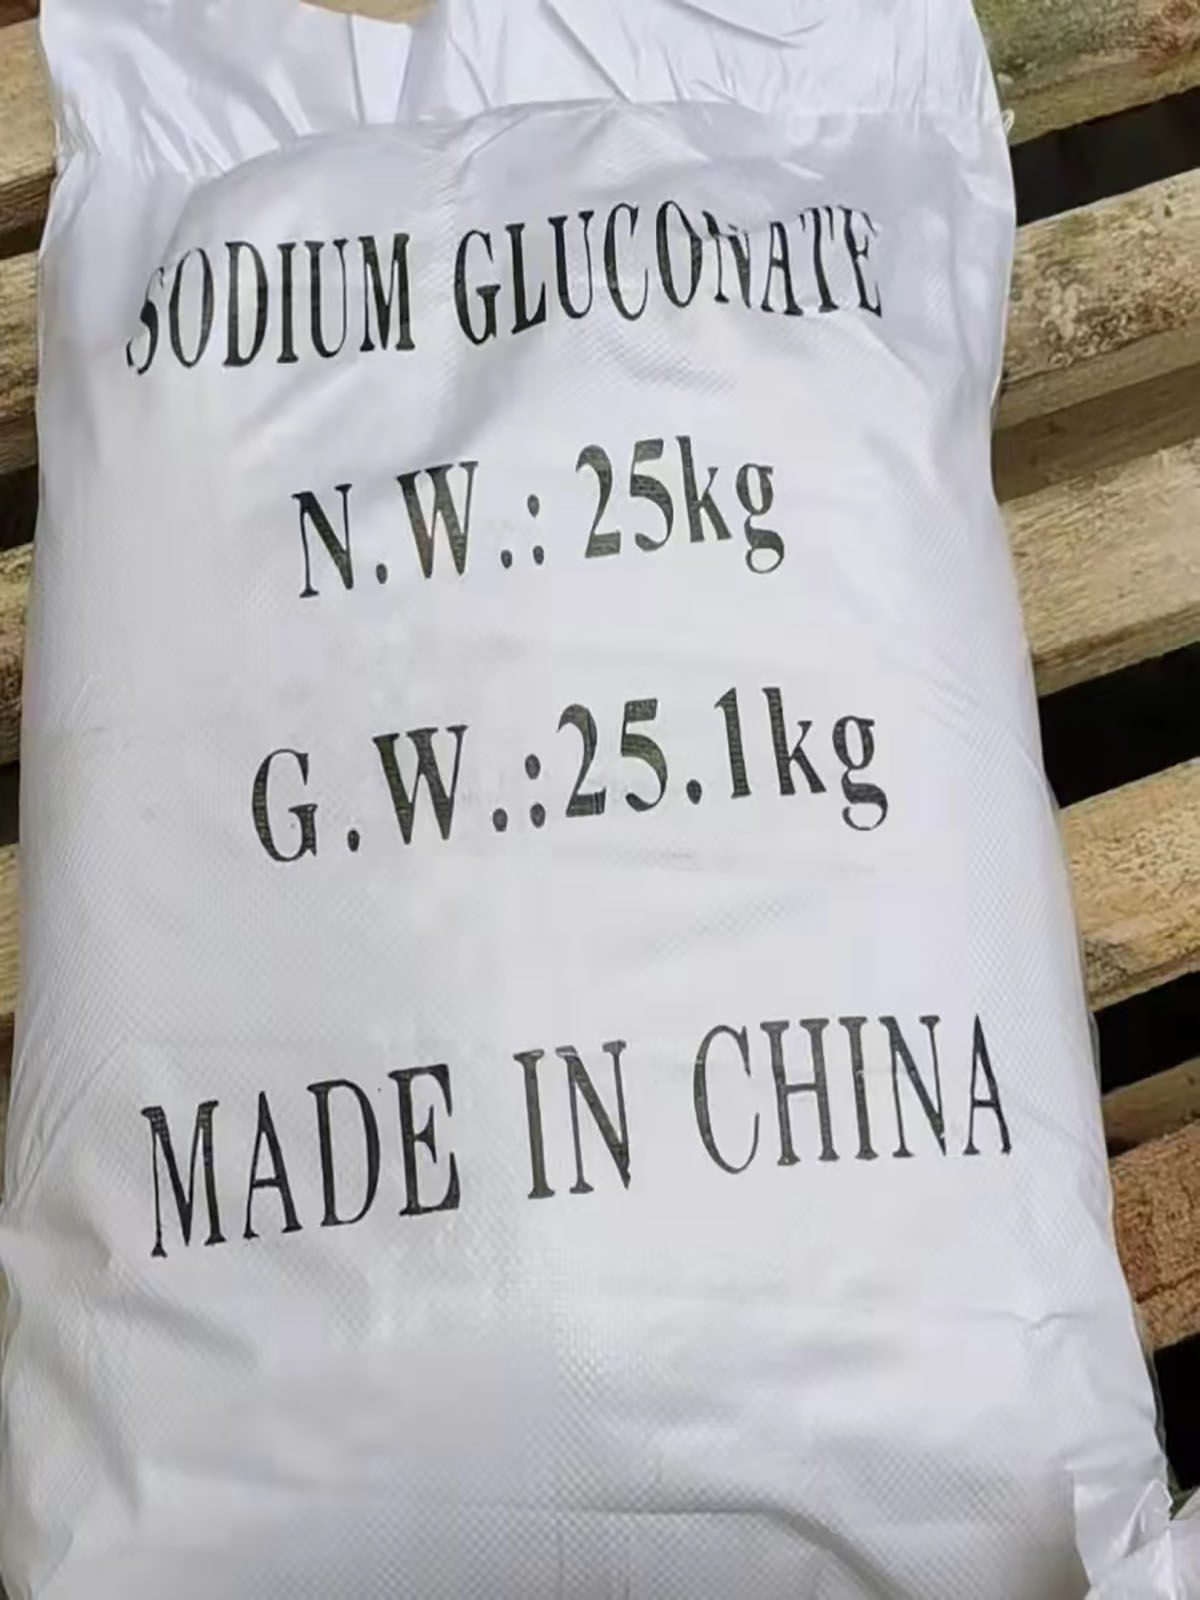 SODIUM GLUCONATE
N.W.: 25kg
G.W.:25.1kg
MADE IN CHINA